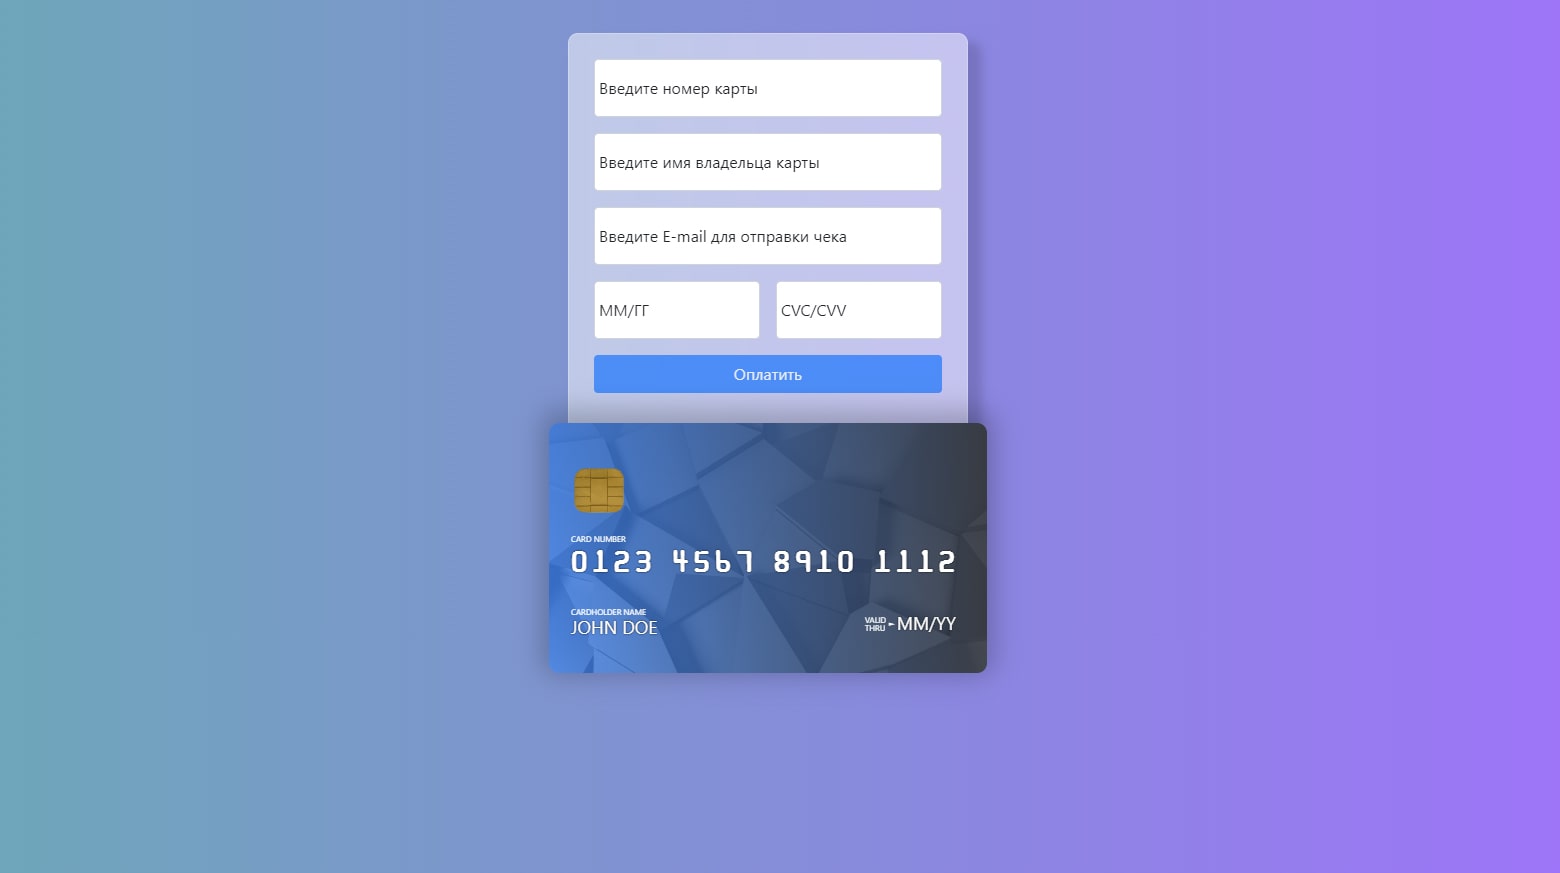 Введите номер карты
Введите имя владельца карты
Введите E-mail для отправки чека
ММ/ГГ
CVC/CVV
Оплатить
CARD NUMBER
0123 4567 8910 1112
CARDHOLDER NAME
JOHN DOE
VALID
THRU
MM/YY